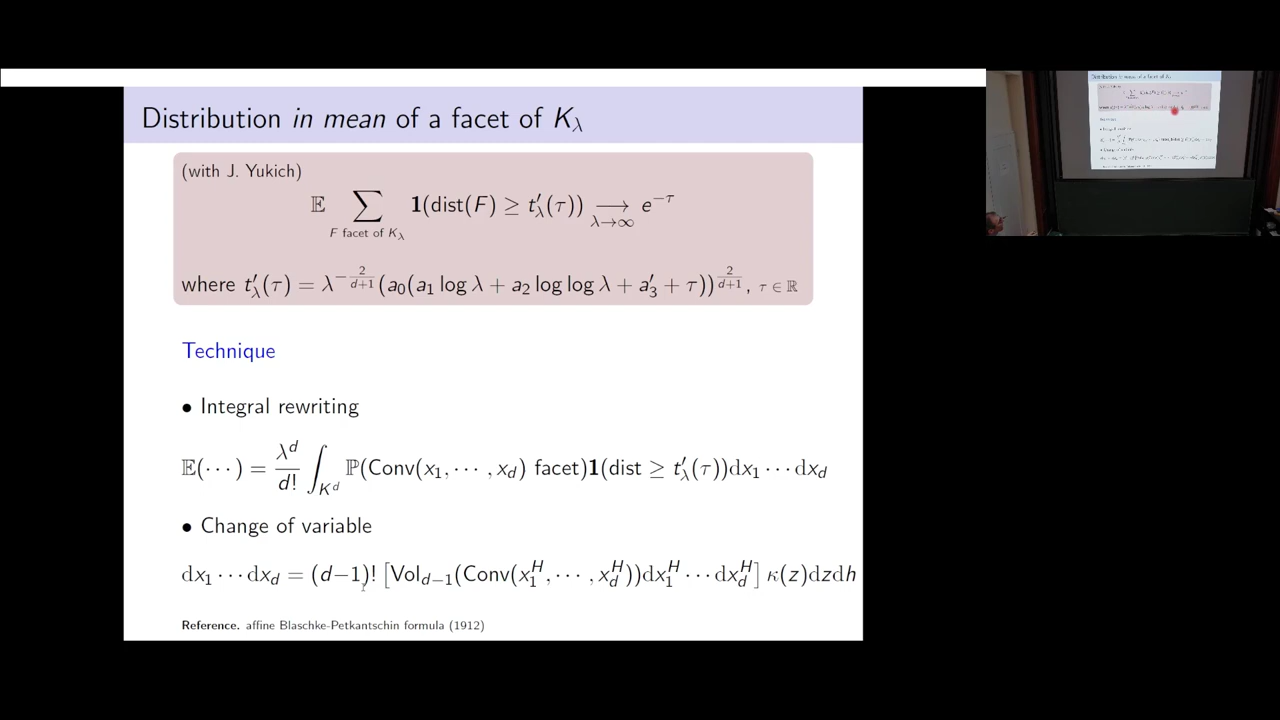 Distribution in mean of a facet of K_λ
(with J. Yukich)
𝔼 ∑_{F facet of K_λ} 𝟏(dist(F) ≥ t′_λ(τ)) ⟶_{λ→∞} e^{−τ}
where t′_λ(τ) = λ^{−2/(d+1)}(a_0(a_1 log λ + a_2 log log λ + a′_3 + τ))^{2/(d+1)}, τ ∈ ℝ
Technique
• Integral rewriting
𝔼(⋯) = λ^d/d! ∫_{K^d} ℙ(Conv(x_1, ⋯ , x_d) facet)𝟏(dist ≥ t′_λ(τ))dx_1 ⋯ dx_d
• Change of variable
dx_1 ⋯ dx_d = (d−1)! [Vol_{d−1}(Conv(x_1^H, ⋯ , x_d^H))dx_1^H ⋯ dx_d^H] κ(z)dzdh
Reference. affine Blaschke-Petkantschin formula (1912)